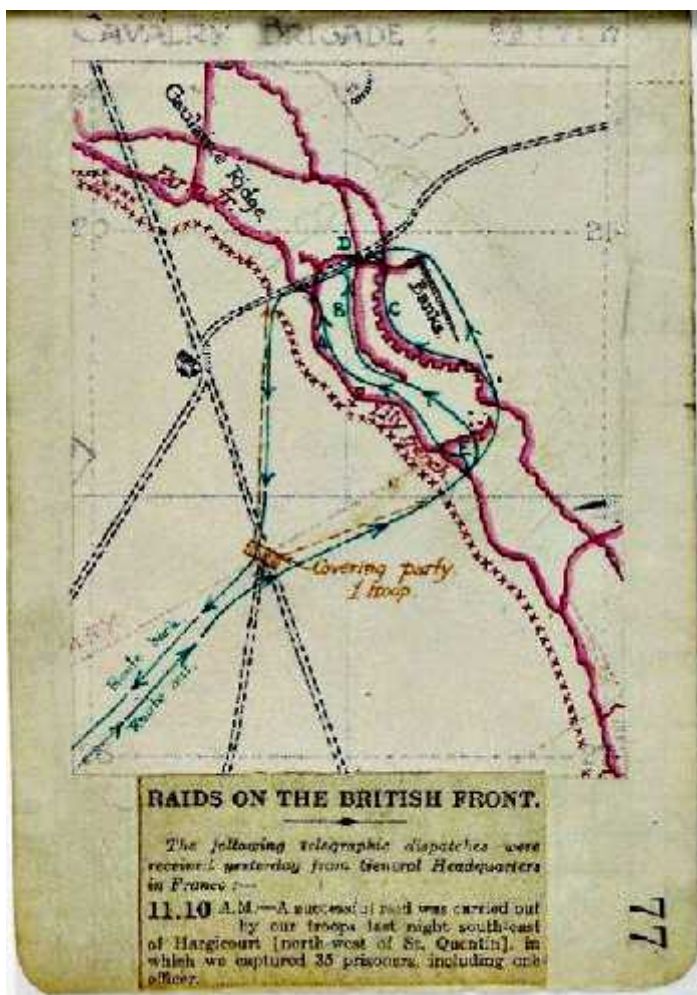 CAVALRY BRIGADE :
Ridge
20
21
D
B
C
Banks.
E
Covering party.
1 troop.
Route back
Route out.
RAIDS ON THE BRITISH FRONT.
The following telegraphic dispatches were
received yesterday from General Headquarters
in France :—
11.10 A.M.—A successful raid was carried out
by our troops last night south-east
of Hargicourt [north-west of St. Quentin], in
which we captured 35 prisoners, including one
officer.
77